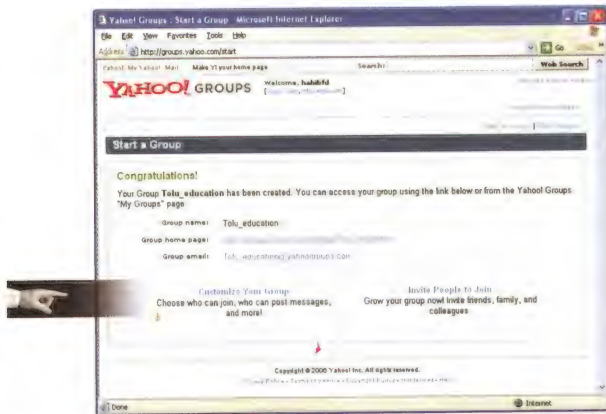 Yahoo! Groups : Start a Group - Microsoft Internet Explorer
File Edit View Favorites Tools Help
Address http://groups.yahoo.com/start Go
Yahoo! My Yahoo! Mail Make Y! your home page Search: Web Search
YAHOO! GROUPS Welcome, habibfd
Start a Group
Congratulations!
Your Group Tolu_education has been created. You can access your group using the link below or from the Yahoo! Groups
"My Groups" page
Group name: Tolu_education
Group home page:
Group email: Tolu_education@yahoogroups.com
Customize Your Group
Choose who can join, who can post messages,
and more!
Invite People to Join
Grow your group now! Invite friends, family, and
colleagues
Copyright © 2006 Yahoo! Inc. All rights reserved.
Done Internet